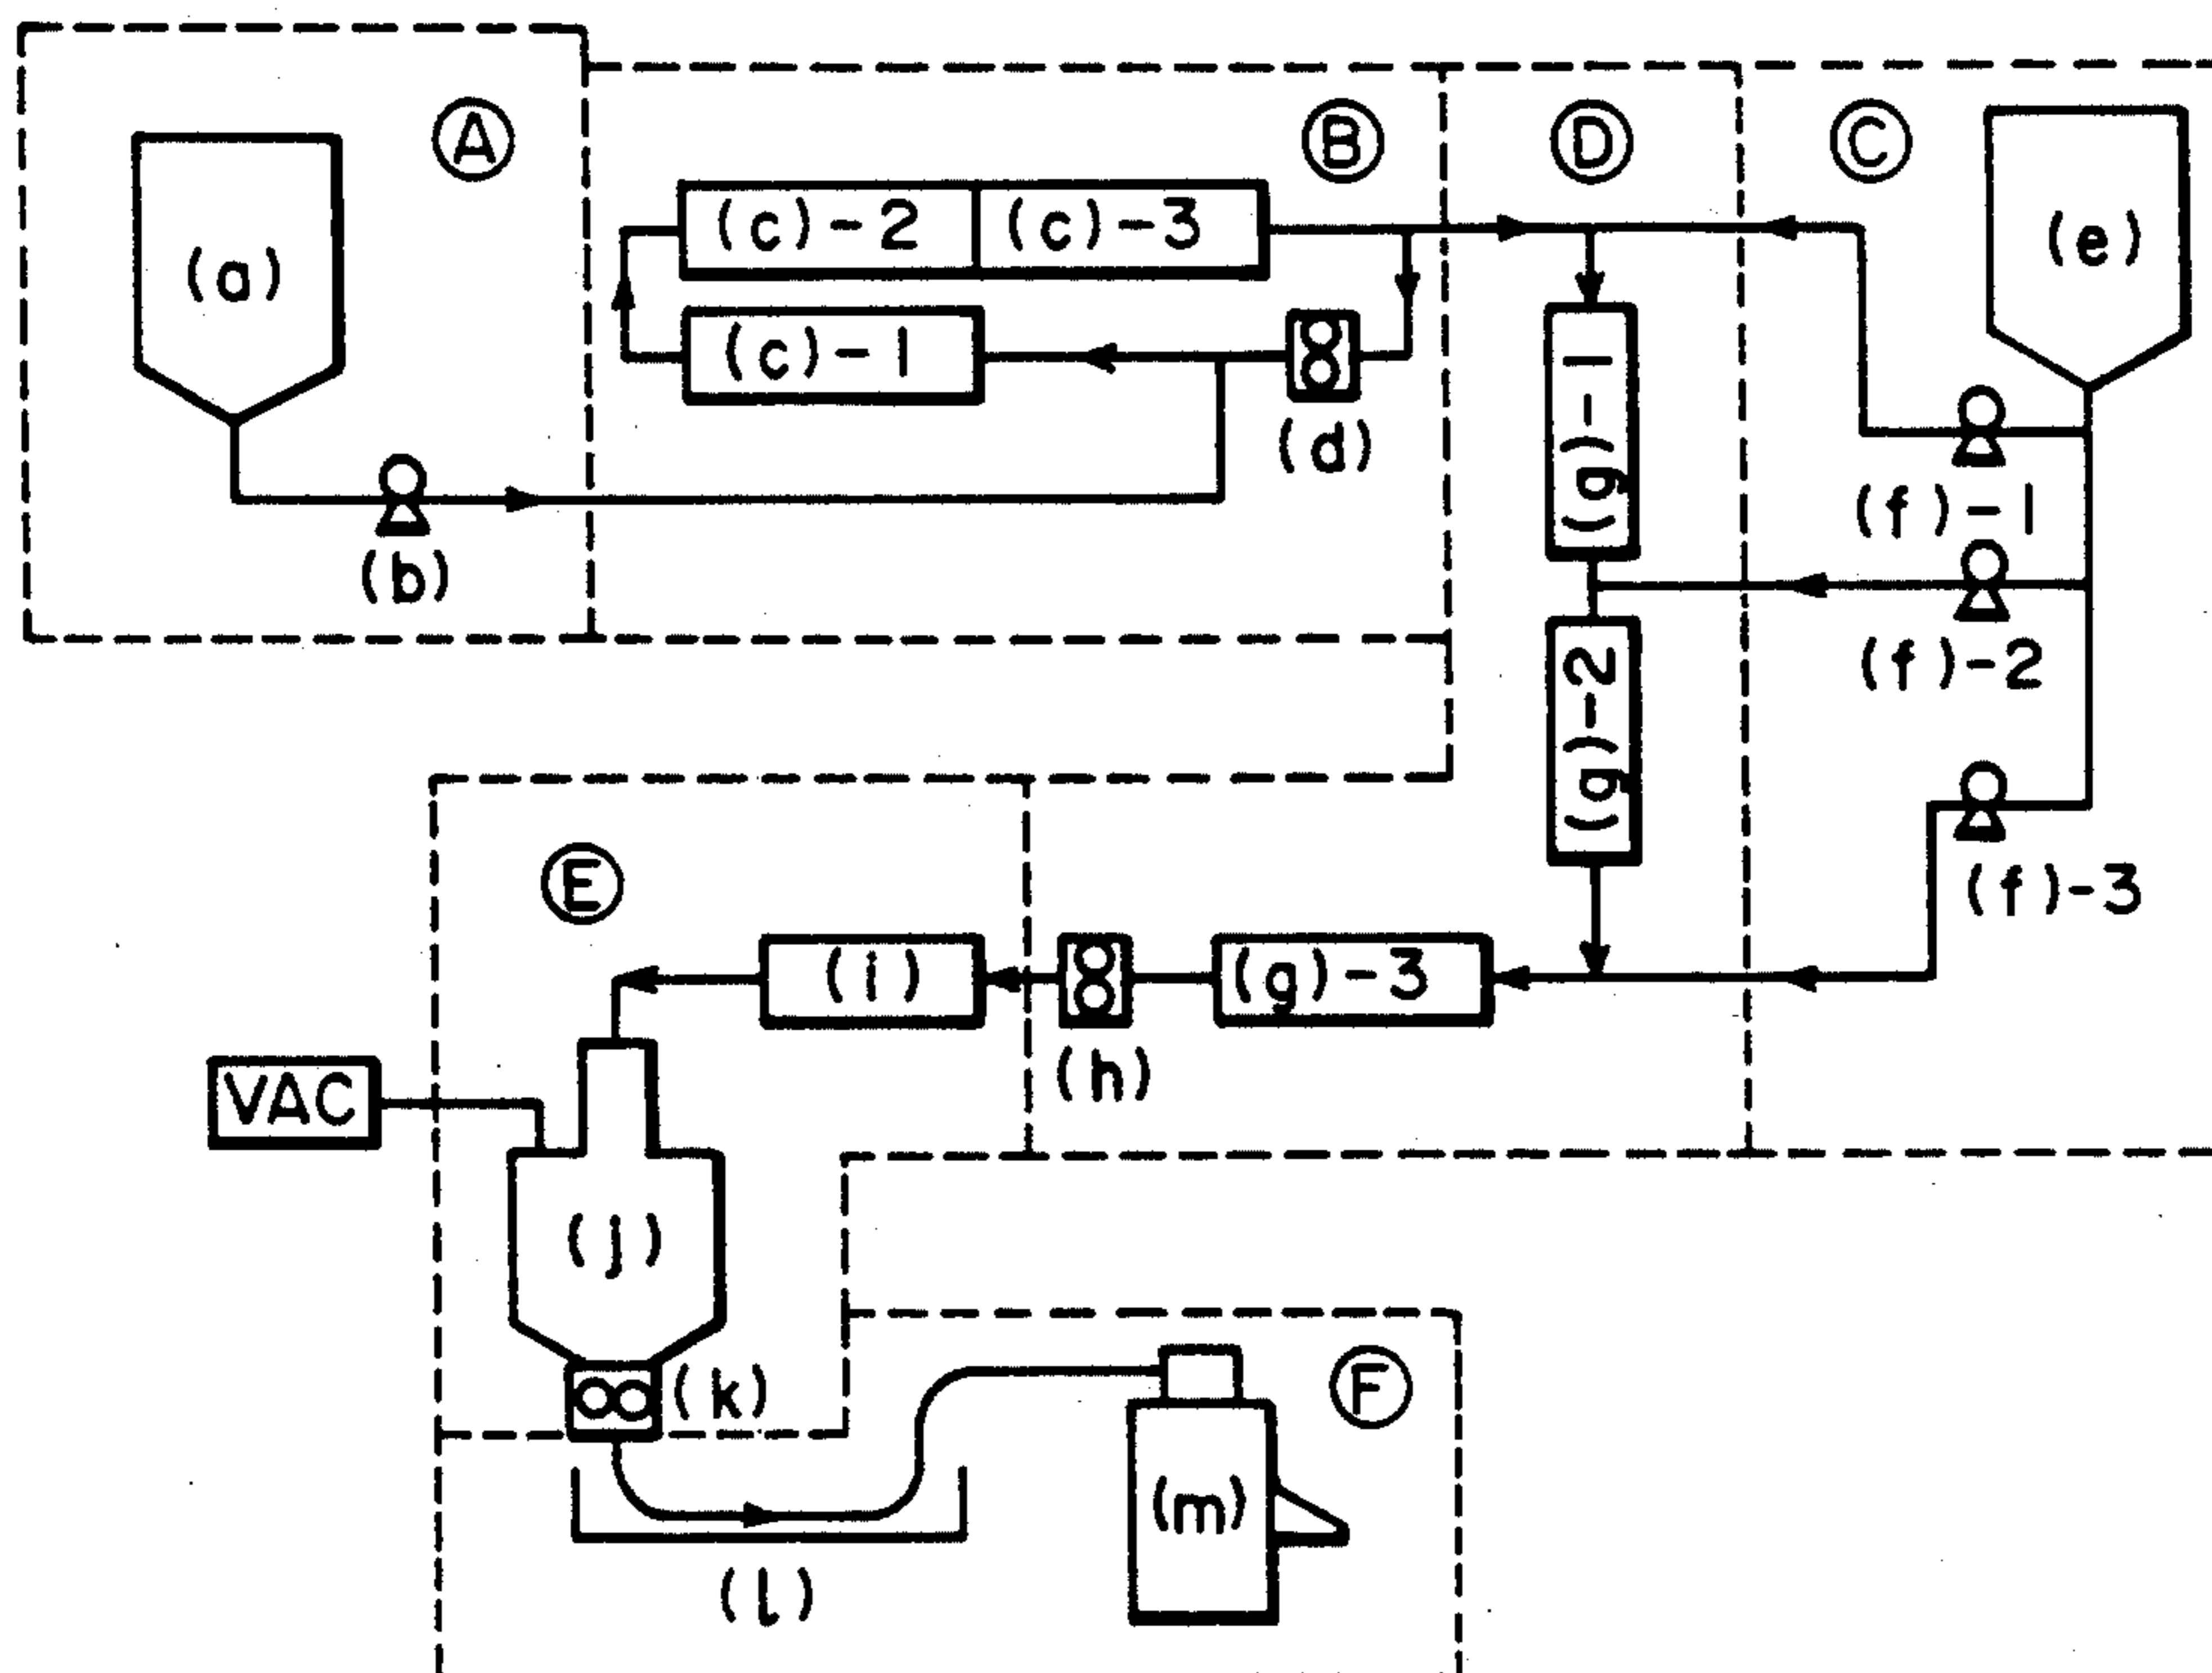 A
B
D
C
(a)
(c)-2
(c)-3
(e)
(c)-1
(d)
(g)-1
(f)-1
(b)
(f)-2
(g)-2
(f)-3
E
(i)
(g)-3
(h)
VAC
(j)
(k)
F
(m)
(l)